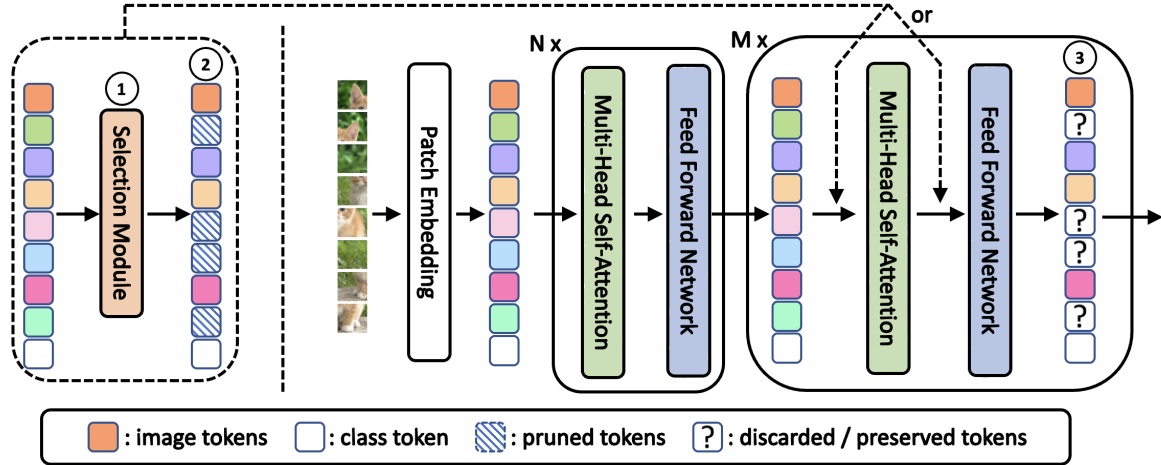 or
N x
M x
1
2
3
Selection Module
Patch Embedding
Multi-Head Self-Attention
Feed Forward Network
Multi-Head Self-Attention
Feed Forward Network
?
?
?
?
: image tokens
: class token
: pruned tokens
? : discarded / preserved tokens